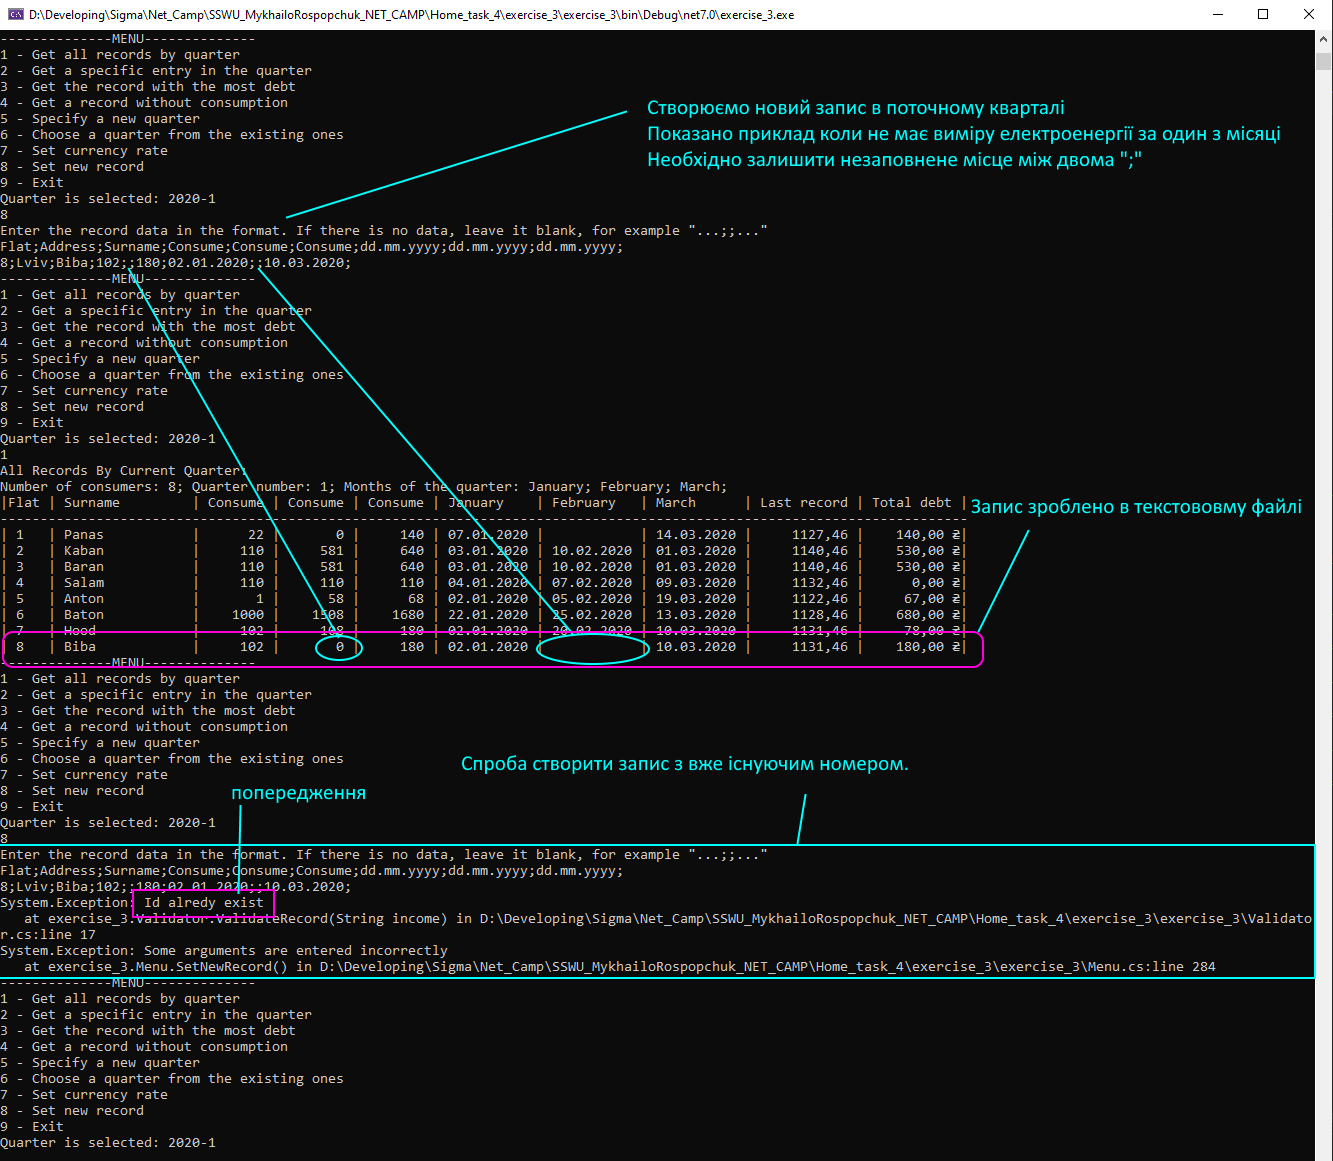 D:\Developing\Sigma\Net_Camp\SSWU_MykhailoRospopchuk_NET_CAMP\Home_task_4\exercise_3\exercise_3\bin\Debug\net7.0\exercise_3.exe
--------------MENU--------------
1 - Get all records by quarter
2 - Get a specific entry in the quarter
3 - Get the record with the most debt
4 - Get a record without consumption
5 - Specify a new quarter
6 - Choose a quarter from the existing ones
7 - Set currency rate
8 - Set new record
9 - Exit
Quarter is selected: 2020-1
Створюємо новий запис в поточному кварталі
Показано приклад коли не має виміру електроенергії за один з місяці
Необхідно залишити незаповнене місце між двома ";"
8
Enter the record data in the format. If there is no data, leave it blank, for example "...;;..."
Flat;Address;Surname;Consume;Consume;Consume;dd.mm.yyyy;dd.mm.yyyy;dd.mm.yyyy;
8;Lviv;Biba;102;;180;02.01.2020;;10.03.2020;
--------------MENU--------------
1 - Get all records by quarter
2 - Get a specific entry in the quarter
3 - Get the record with the most debt
4 - Get a record without consumption
5 - Specify a new quarter
6 - Choose a quarter from the existing ones
7 - Set currency rate
8 - Set new record
9 - Exit
Quarter is selected: 2020-1
1
All Records By Current Quarter:
Number of consumers: 8; Quarter number: 1; Months of the quarter: January; February; March;
|Flat | Surname | Consume | Consume | Consume | January | February | March | Last record | Total debt |
Запис зроблено в текстововму файлі
| 1 | Panas | 22 | 0 | 140 | 07.01.2020 | | 14.03.2020 | 1127,46 | 140,00 ₴|
| 2 | Kaban | 110 | 581 | 640 | 03.01.2020 | 10.02.2020 | 01.03.2020 | 1140,46 | 530,00 ₴|
| 3 | Baran | 110 | 581 | 640 | 03.01.2020 | 10.02.2020 | 01.03.2020 | 1140,46 | 530,00 ₴|
| 4 | Salam | 110 | 110 | 110 | 04.01.2020 | 07.02.2020 | 09.03.2020 | 1132,46 | 0,00 ₴|
| 5 | Anton | 1 | 58 | 68 | 02.01.2020 | 05.02.2020 | 19.03.2020 | 1122,46 | 67,00 ₴|
| 6 | Baton | 1000 | 1508 | 1680 | 22.01.2020 | 25.02.2020 | 13.03.2020 | 1128,46 | 680,00 ₴|
| 7 | Hood | 102 | 168 | 180 | 02.01.2020 | 20.02.2020 | 10.03.2020 | 1131,46 | 78,00 ₴|
| 8 | Biba | 102 | 0 | 180 | 02.01.2020 | | 10.03.2020 | 1131,46 | 180,00 ₴|
--------------MENU--------------
1 - Get all records by quarter
2 - Get a specific entry in the quarter
3 - Get the record with the most debt
4 - Get a record without consumption
5 - Specify a new quarter
6 - Choose a quarter from the existing ones
7 - Set currency rate
8 - Set new record
9 - Exit
Quarter is selected: 2020-1
Спроба створити запис з вже існуючим номером.
попередження
8
Enter the record data in the format. If there is no data, leave it blank, for example "...;;..."
Flat;Address;Surname;Consume;Consume;Consume;dd.mm.yyyy;dd.mm.yyyy;dd.mm.yyyy;
8;Lviv;Biba;102;;180;02.01.2020;;10.03.2020;
System.Exception: Id alredy exist
   at exercise_3.Validator.ValidateRecord(String income) in D:\Developing\Sigma\Net_Camp\SSWU_MykhailoRospopchuk_NET_CAMP\Home_task_4\exercise_3\exercise_3\Validato
r.cs:line 17
System.Exception: Some arguments are entered incorrectly
   at exercise_3.Menu.SetNewRecord() in D:\Developing\Sigma\Net_Camp\SSWU_MykhailoRospopchuk_NET_CAMP\Home_task_4\exercise_3\exercise_3\Menu.cs:line 284
--------------MENU--------------
1 - Get all records by quarter
2 - Get a specific entry in the quarter
3 - Get the record with the most debt
4 - Get a record without consumption
5 - Specify a new quarter
6 - Choose a quarter from the existing ones
7 - Set currency rate
8 - Set new record
9 - Exit
Quarter is selected: 2020-1